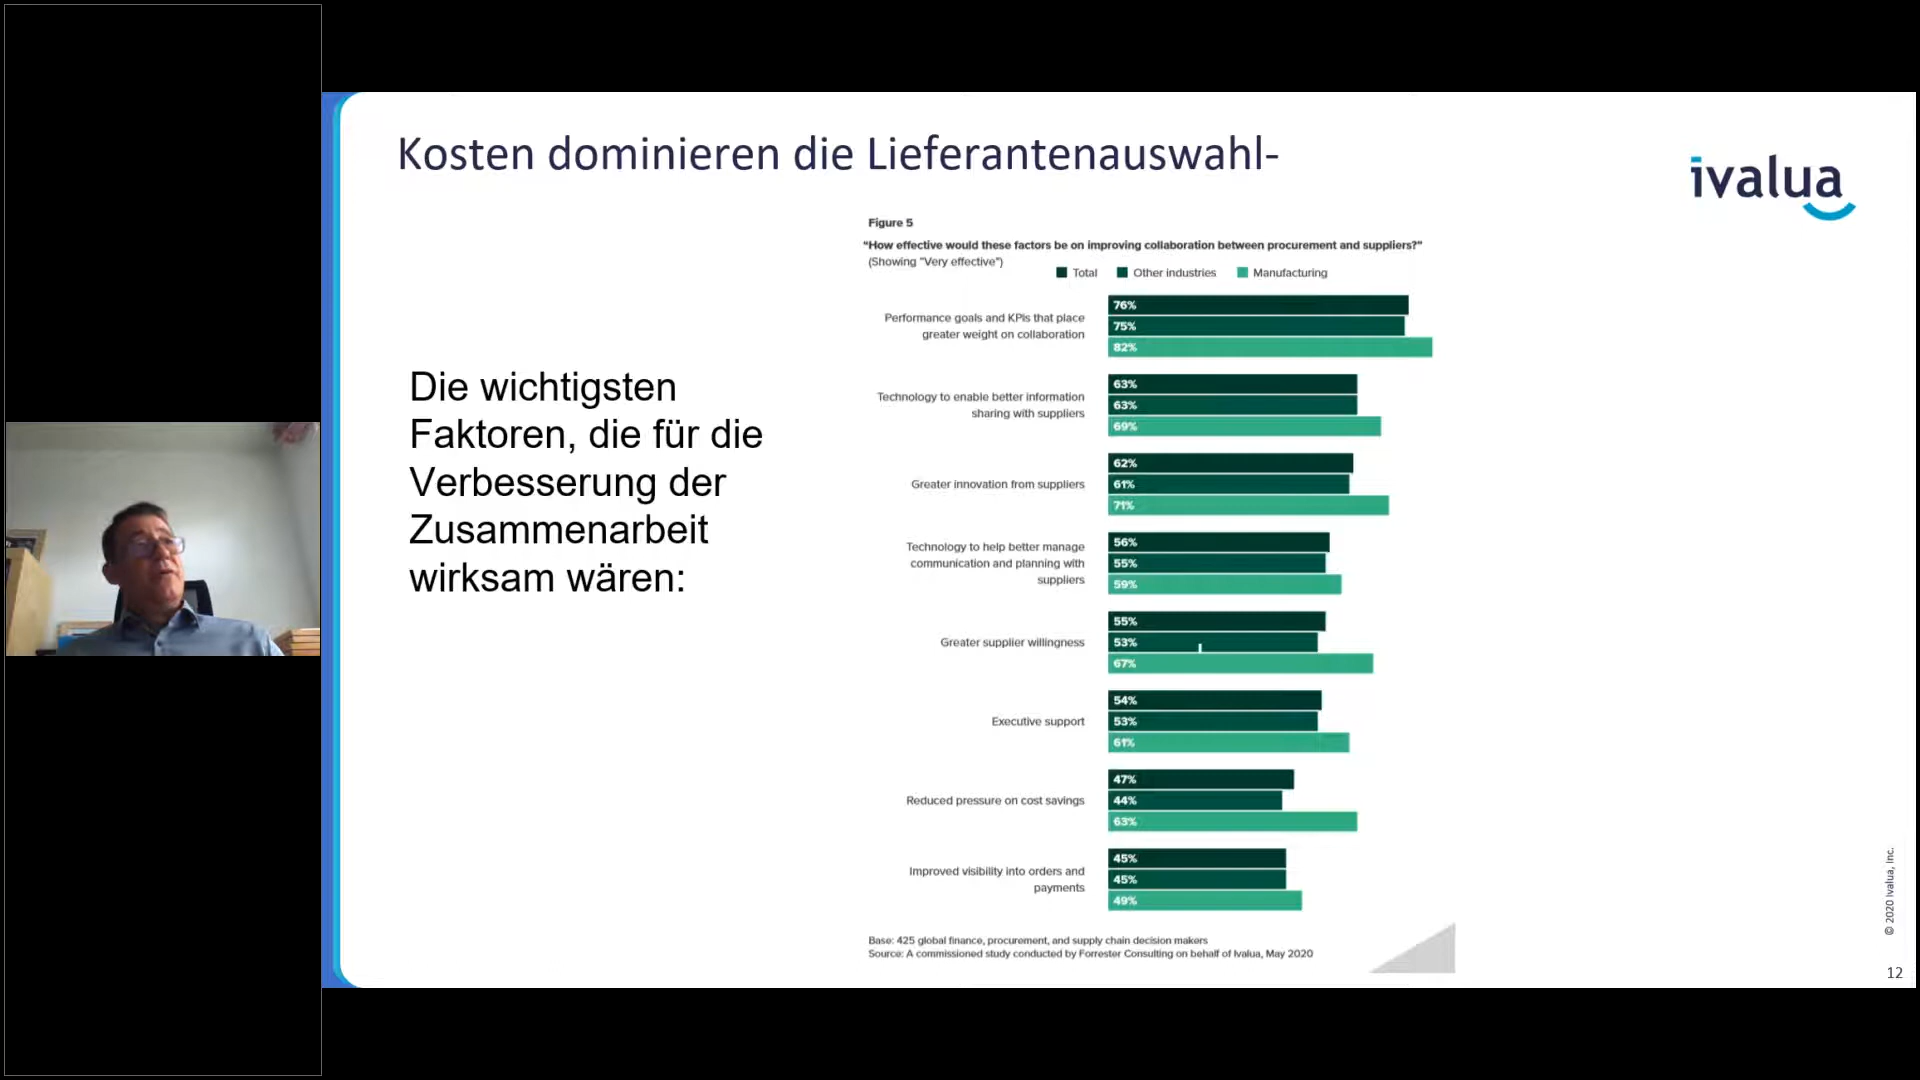 Kosten dominieren die Lieferantenauswahl-
ivalua
Die wichtigsten
Faktoren, die für die
Verbesserung der
Zusammenarbeit
wirksam wären:
Figure 5
“How effective would these factors be on improving collaboration between procurement and suppliers?”
(Showing “Very effective”)
Total Other industries Manufacturing
Performance goals and KPIs that place
greater weight on collaboration
76%
75%
82%
Technology to enable better information
sharing with suppliers
63%
63%
69%
Greater innovation from suppliers
62%
61%
71%
Technology to help better manage
communication and planning with
suppliers
56%
55%
59%
Greater supplier willingness
55%
53%
67%
Executive support
54%
53%
61%
Reduced pressure on cost savings
47%
44%
63%
Improved visibility into orders and
payments
45%
45%
49%
Base: 425 global finance, procurement, and supply chain decision makers
Source: A commissioned study conducted by Forrester Consulting on behalf of Ivalua, May 2020
© 2020 Ivalua, Inc.
12